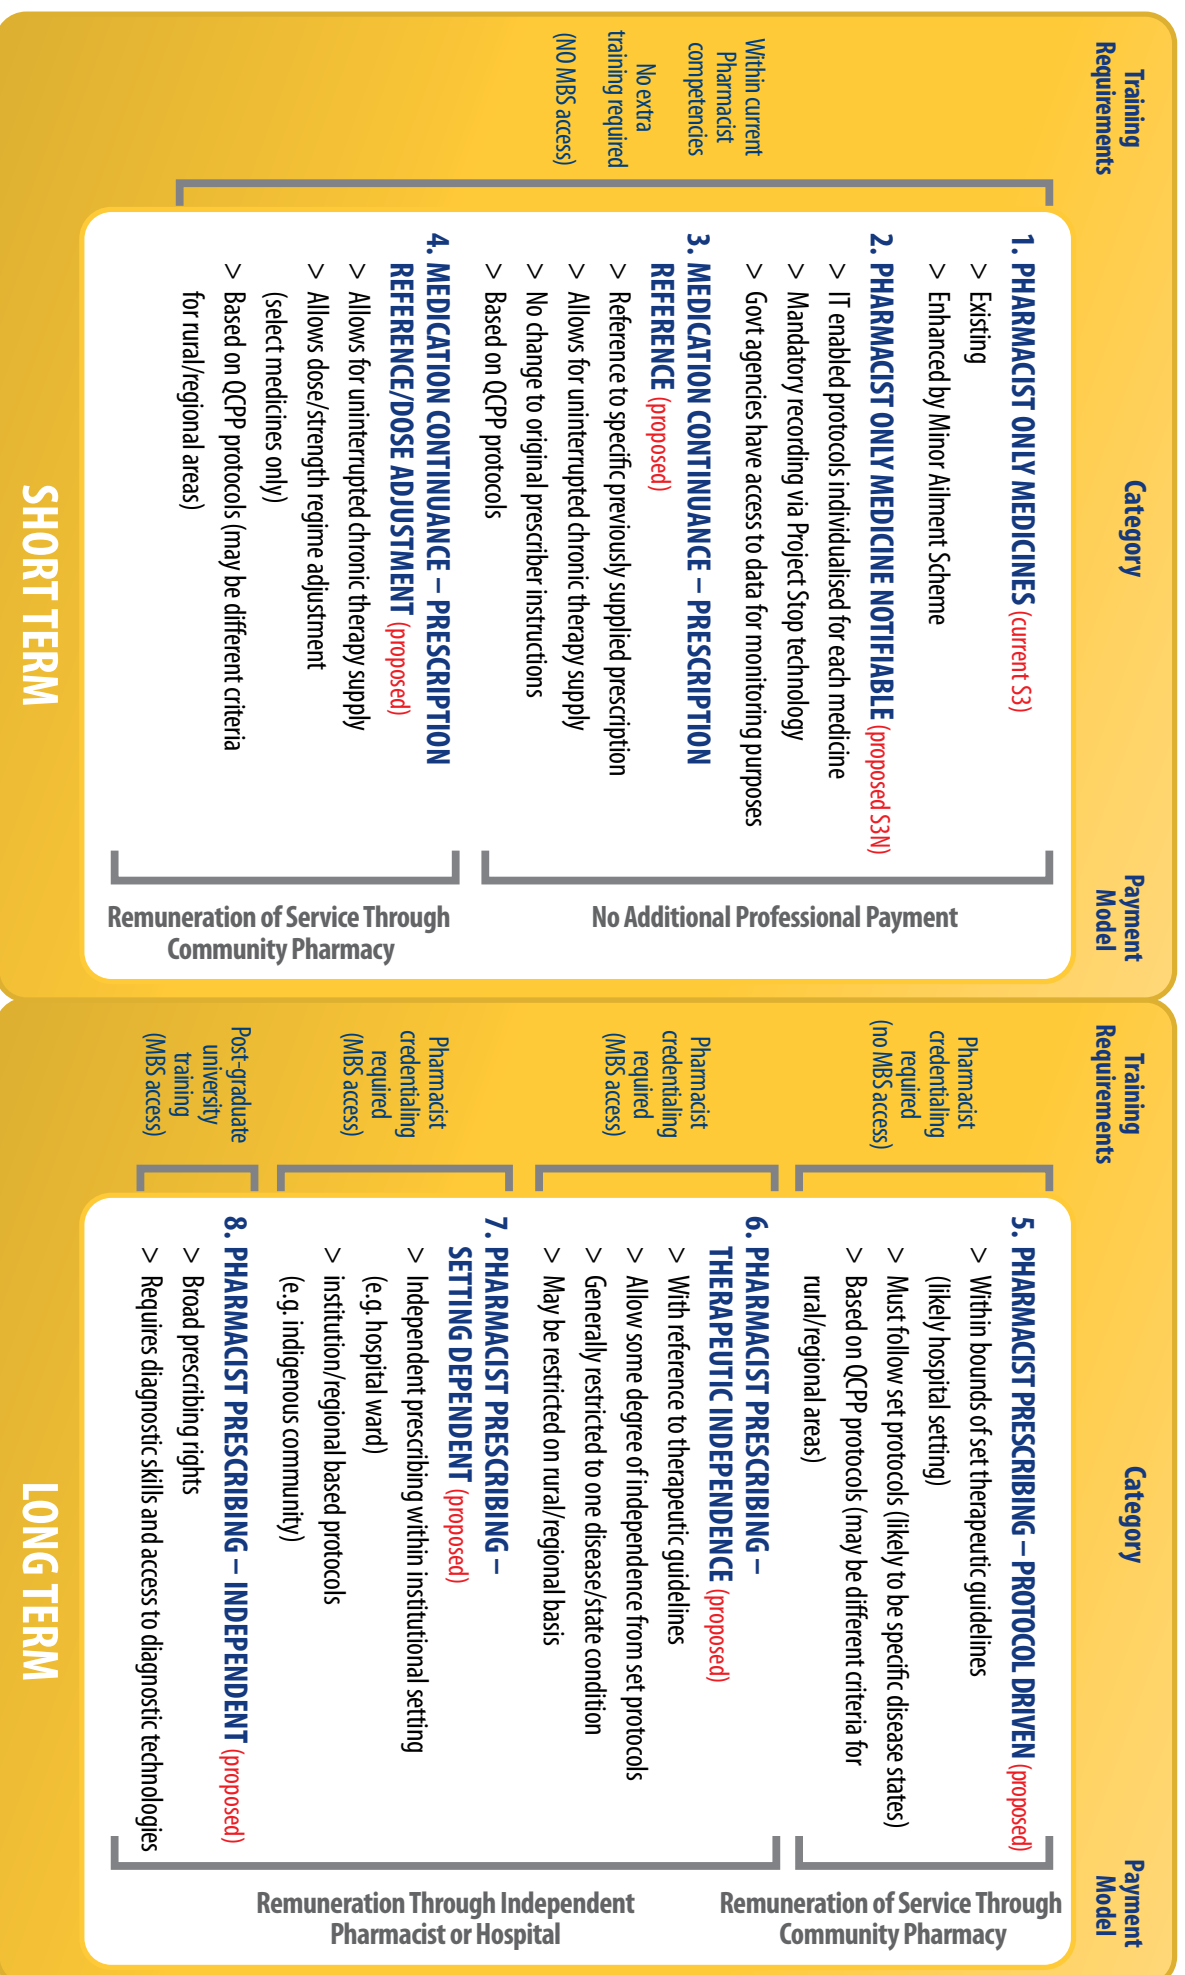 Training
Requirements
Category
Payment
Model
Within current
Pharmacist
competencies
No extra
training required
(NO MBS access)
1. PHARMACIST ONLY MEDICINES (current S3)
> Existing
> Enhanced by Minor Ailment Scheme
2. PHARMACIST ONLY MEDICINE NOTIFIABLE (proposed S3N)
> IT enabled protocols individualised for each medicine
> Mandatory recording via Project Stop technology
> Govt agencies have access to data for monitoring purposes
3. MEDICATION CONTINUANCE – PRESCRIPTION
REFERENCE (proposed)
> Reference to specific previously supplied prescription
> Allows for uninterrupted chronic therapy supply
> No change to original prescriber instructions
> Based on QCPP protocols
4. MEDICATION CONTINUANCE – PRESCRIPTION
REFERENCE/DOSE ADJUSTMENT (proposed)
> Allows for uninterrupted chronic therapy supply
> Allows dose/strength regime adjustment
(select medicines only)
> Based on QCPP protocols (may be different criteria
for rural/regional areas)
No Additional Professional Payment
Remuneration of Service Through
Community Pharmacy
SHORT TERM
Training
Requirements
Category
Payment
Model
Pharmacist
credentialing
required
(no MBS access)
Pharmacist
credentialing
required
(MBS access)
Pharmacist
credentialing
required
(MBS access)
Post-graduate
university
training
(MBS access)
5. PHARMACIST PRESCRIBING – PROTOCOL DRIVEN (proposed)
> Within bounds of set therapeutic guidelines
(likely hospital setting)
> Must follow set protocols (likely to be specific disease states)
> Based on QCPP protocols (may be different criteria for
rural/regional areas)
6. PHARMACIST PRESCRIBING –
THERAPEUTIC INDEPENDENCE (proposed)
> With reference to therapeutic guidelines
> Allow some degree of independence from set protocols
> Generally restricted to one disease/state condition
> May be restricted on rural/regional basis
7. PHARMACIST PRESCRIBING –
SETTING DEPENDENT (proposed)
> Independent prescribing within institutional setting
(e.g. hospital ward)
> institution/regional based protocols
(e.g. indigenous community)
8. PHARMACIST PRESCRIBING – INDEPENDENT (proposed)
> Broad prescribing rights
> Requires diagnostic skills and access to diagnostic technologies
Remuneration of Service Through
Community Pharmacy
Remuneration Through Independent
Pharmacist or Hospital
LONG TERM